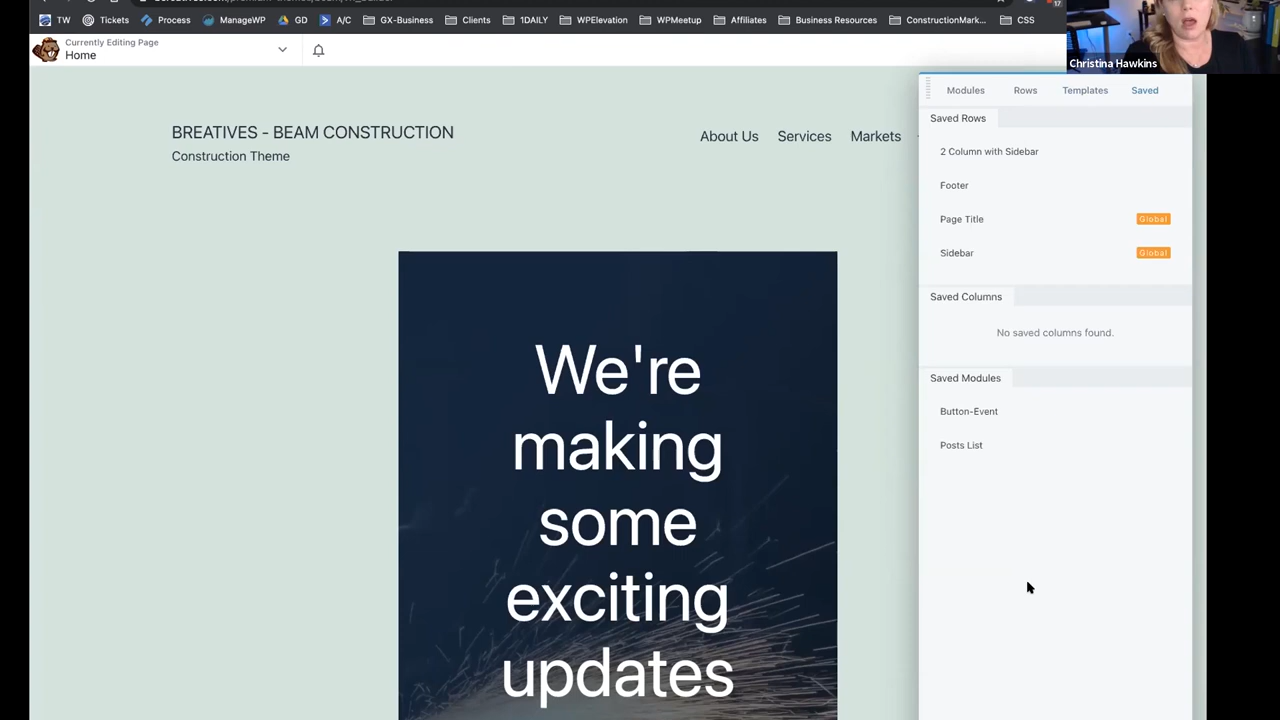 TW
Tickets
Process
ManageWP
GD
A/C
GX-Business
Clients
1DAILY
WPElevation
WPMeetup
Affiliates
Business Resources
ConstructionMark...
CSS
17
Currently Editing Page
Home
Christina Hawkins
Modules
Rows
Templates
Saved
BREATIVES - BEAM CONSTRUCTION
Construction Theme
About Us
Services
Markets
Saved Rows
2 Column with Sidebar
Footer
Page Title
Global
Sidebar
Global
Saved Columns
No saved columns found.
Saved Modules
Button-Event
Posts List
We're
making
some
exciting
updates